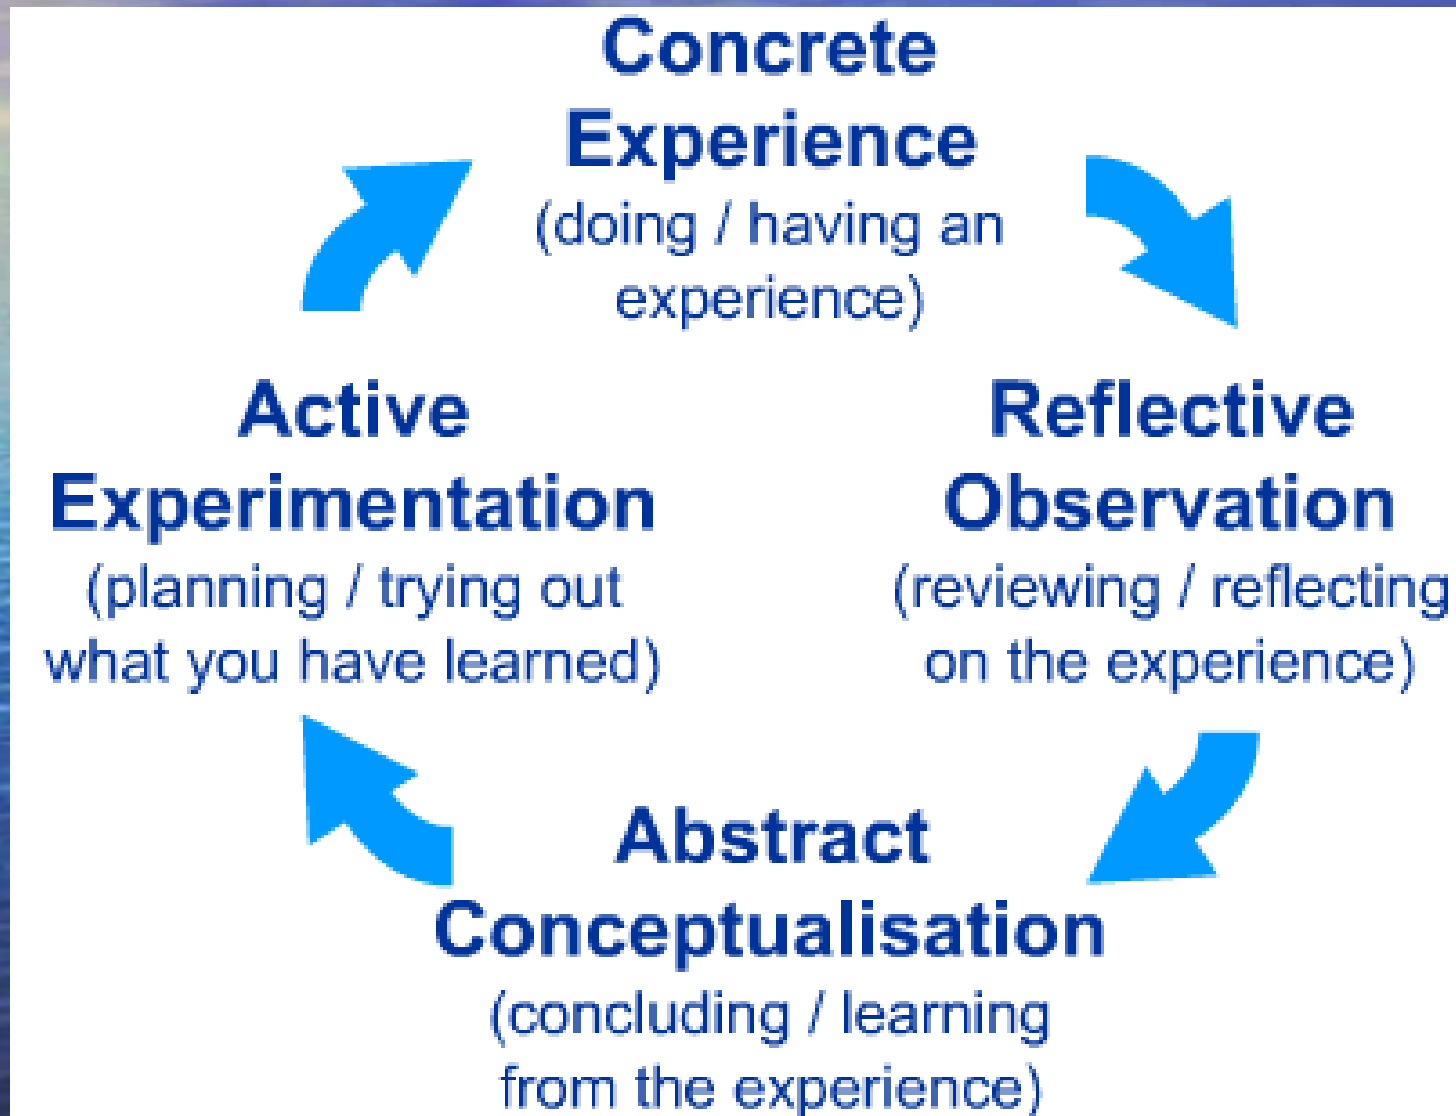 Concrete
Experience
(doing / having an
experience)
Reflective
Observation
(reviewing / reflecting
on the experience)
Abstract
Conceptualisation
(concluding / learning
from the experience)
Active
Experimentation
(planning / trying out
what you have learned)